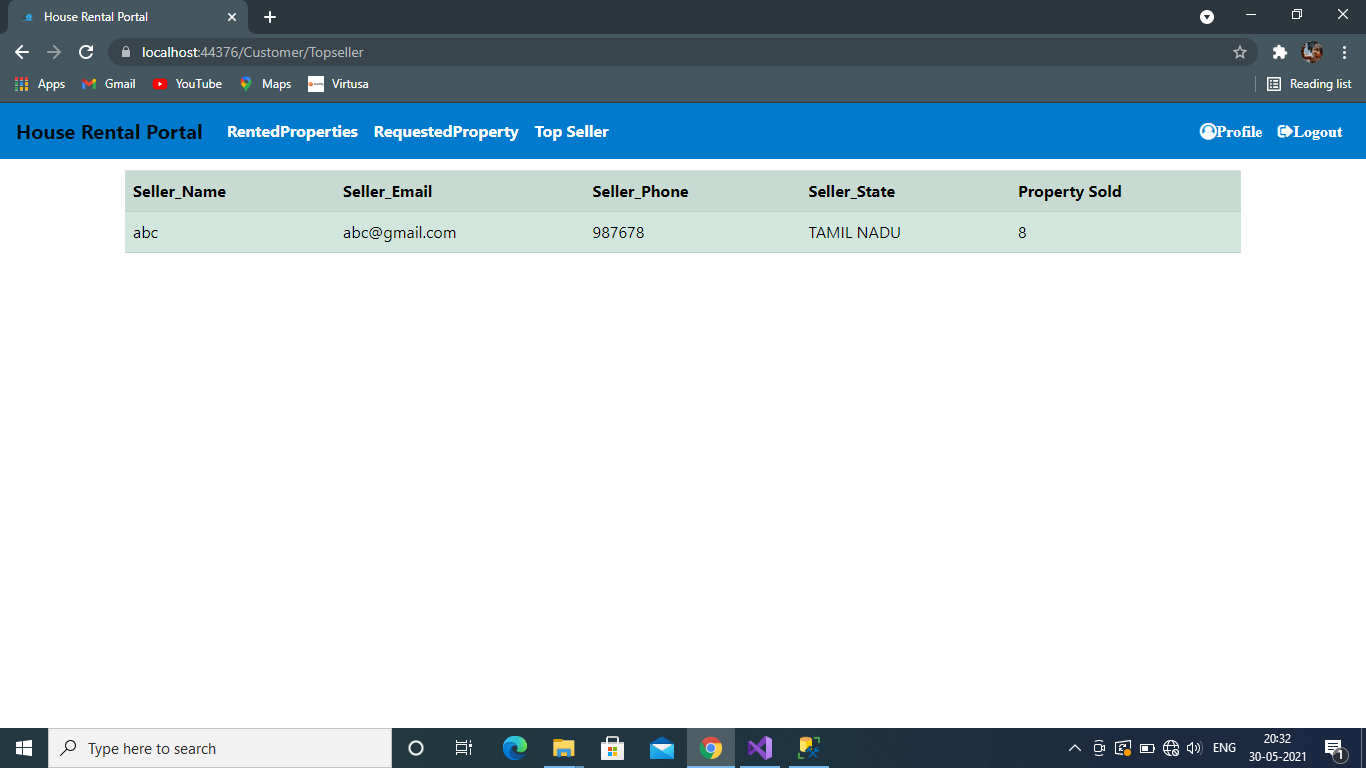 House Rental Portal
localhost:44376/Customer/Topseller
Apps Gmail YouTube Maps Virtusa Reading list
House Rental Portal RentedProperties RequestedProperty Top Seller Profile Logout
Seller_Name Seller_Email Seller_Phone Seller_State Property Sold
abc abc@gmail.com 987678 TAMIL NADU 8
Type here to search ENG 20:32
30-05-2021 1